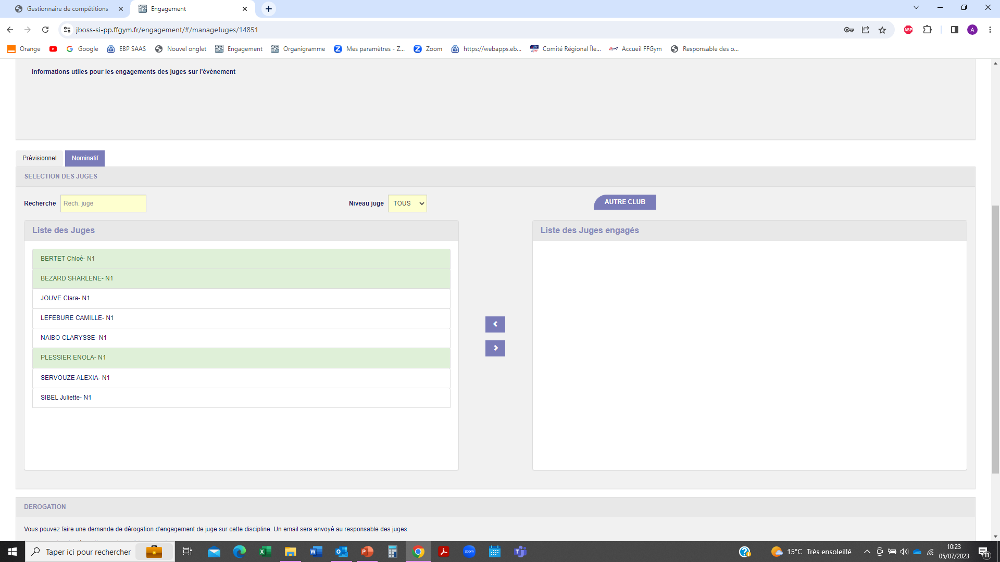 Gestionnaire de compétitions
Engagement
jboss-si-pp.ffgym.fr/engagement/#/manageJuges/14851
ABP
A
Orange
Google
EBP SAAS
Nouvel onglet
Engagement
Organigramme
Mes paramètres - Z...
Zoom
https://webapps.eb...
Comité Régional Île...
Accueil FFGym
Responsable des o...
Informations utiles pour les engagements des juges sur l'évènement
Prévisionnel
Nominatif
SELECTION DES JUGES
Recherche
Rech. juge
Niveau juge
TOUS
AUTRE CLUB
Liste des Juges
BERTET Chloé- N1
BEZARD SHARLENE- N1
JOUVE Clara- N1
LEFEBURE CAMILLE- N1
NAIBO CLARYSSE- N1
PLESSIER ENOLA- N1
SERVOUZE ALEXIA- N1
SIBEL Juliette- N1
Liste des Juges engagés
DEROGATION
Vous pouvez faire une demande de dérogation d'engagement de juge sur cette discipline. Un email sera envoyé au responsable des juges.
Taper ici pour rechercher
zoom
15°C Très ensoleillé
10:23
05/07/2023
11